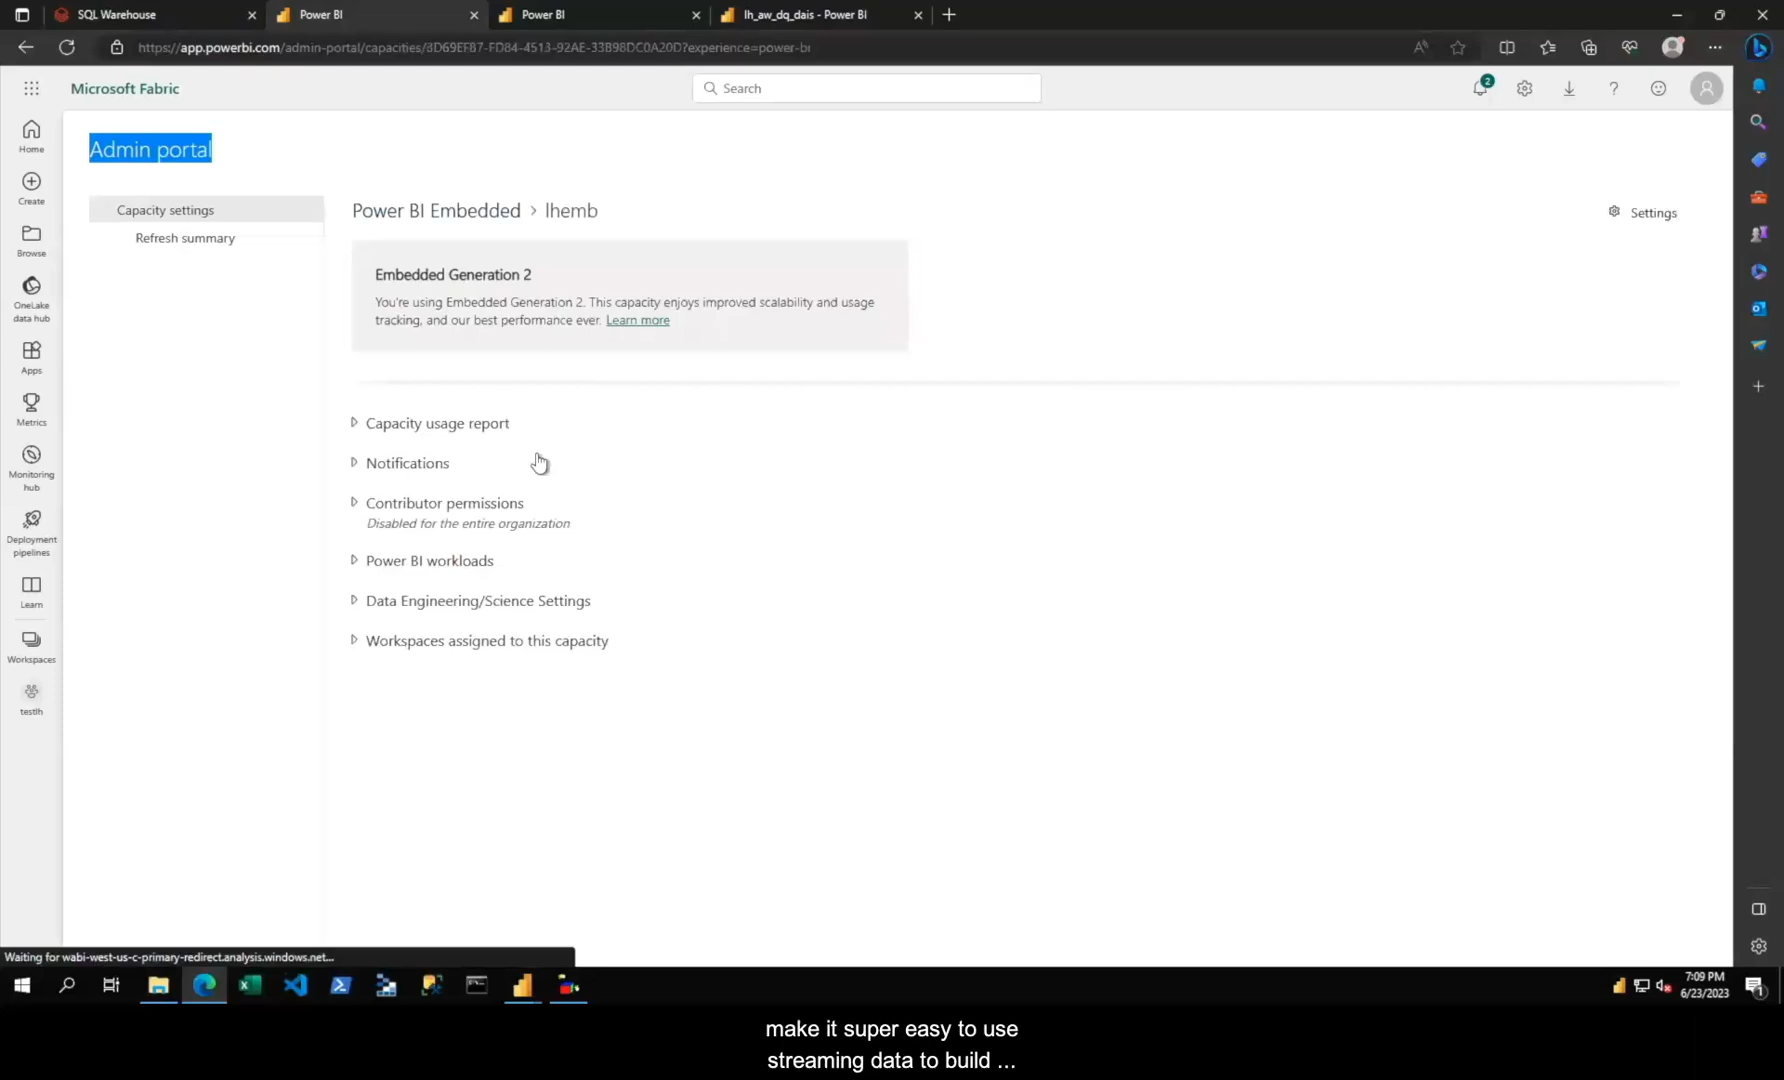 SQL Warehouse
Power BI
Power BI
lh_aw_dq_dais - Power BI
https://app.powerbi.com/admin-portal/capacities/8D69EF87-FD84-4513-92AE-33B98DC0A20D?experience=power-bi
Microsoft Fabric
Search
2
Admin portal
Home
Create
Browse
OneLake
data hub
Apps
Metrics
Monitoring
hub
Deployment
pipelines
Learn
Workspaces
testlh
Capacity settings
Refresh summary
Power BI Embedded > lhemb
Settings
Embedded Generation 2
You're using Embedded Generation 2. This capacity enjoys improved scalability and usage
tracking, and our best performance ever. Learn more
Capacity usage report
Notifications
Contributor permissions
Disabled for the entire organization
Power BI workloads
Data Engineering/Science Settings
Workspaces assigned to this capacity
Waiting for wabi-west-us-c-primary-redirect.analysis.windows.net...
7:09 PM
6/23/2023
1
make it super easy to use
streaming data to build ...